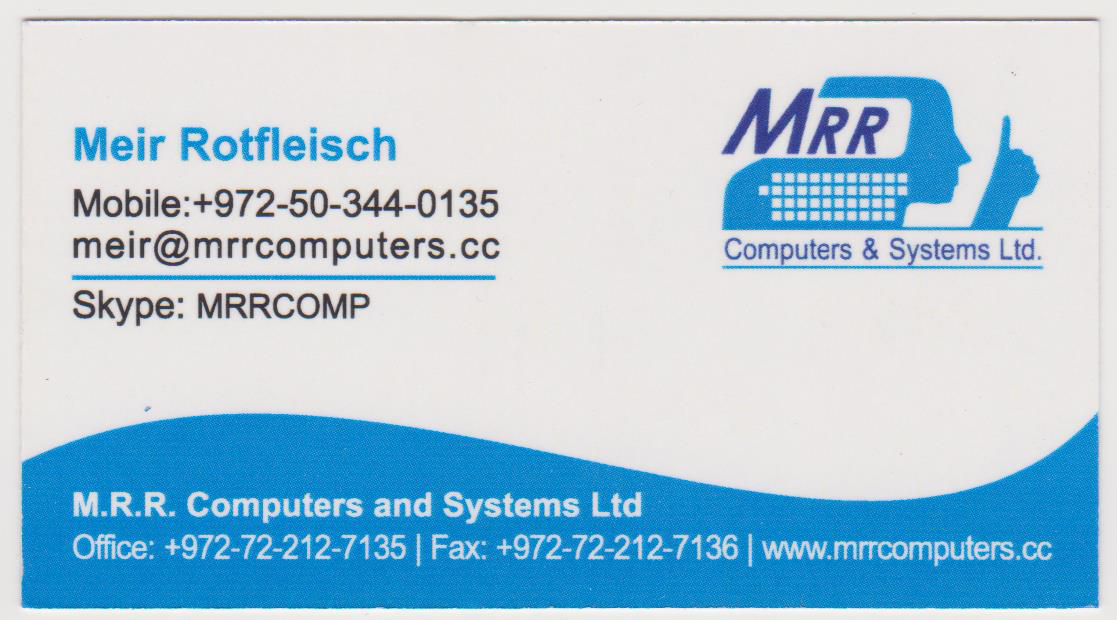 Meir Rotfleisch
Mobile:+972-50-344-0135
meir@mrrcomputers.cc
Skype: MRRCOMP
MRR
Computers & Systems Ltd.
M.R.R. Computers and Systems Ltd
Office: +972-72-212-7135 | Fax: +972-72-212-7136 | www.mrrcomputers.cc